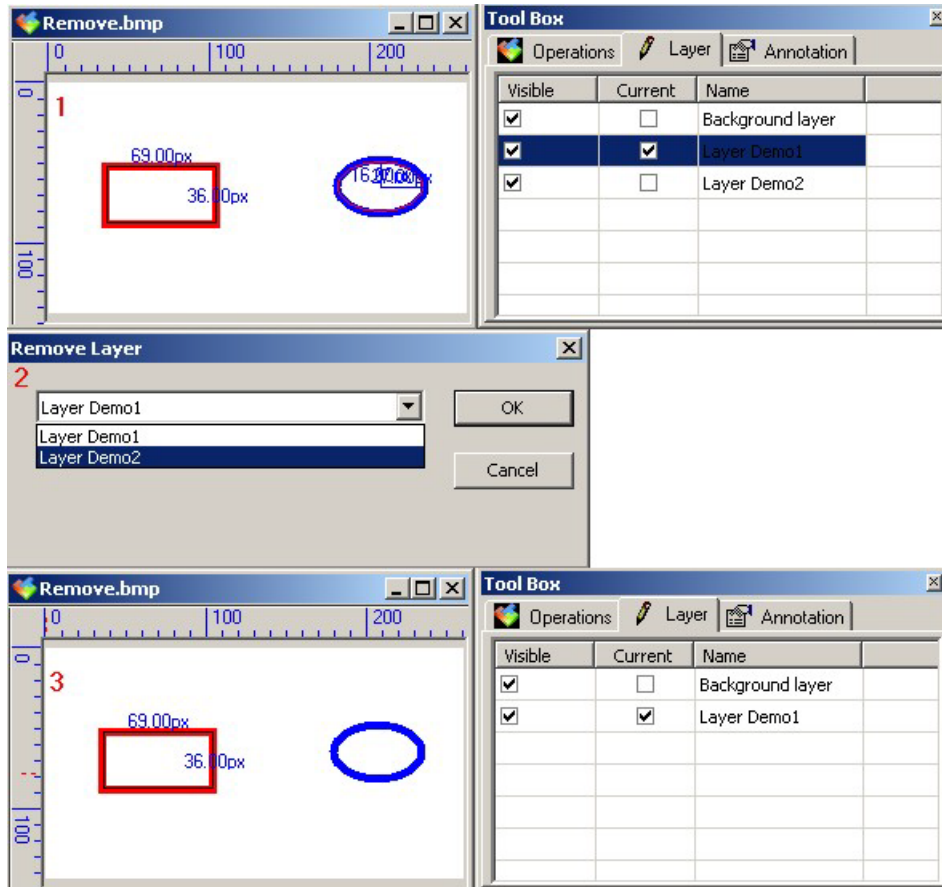 Remove.bmp
0 100 200
0
100
1
69.00px
36.00px
Tool Box
Operations Layer Annotation
Visible Current Name
Background layer
Layer Demo1
Layer Demo2
Remove Layer
2
Layer Demo1
Layer Demo1
Layer Demo2
OK
Cancel
Remove.bmp
0 100 200
0
100
3
69.00px
36.00px
Tool Box
Operations Layer Annotation
Visible Current Name
Background layer
Layer Demo1